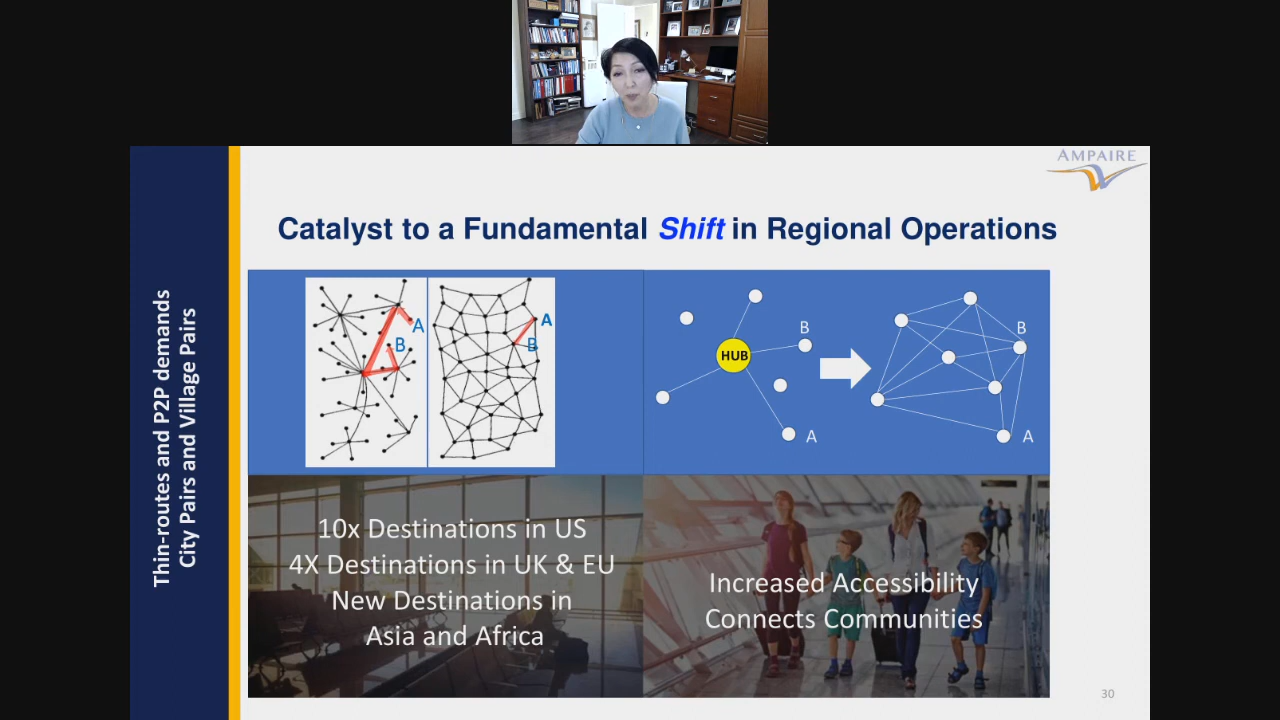 AMPAIRE
Catalyst to a Fundamental Shift in Regional Operations
Thin-routes and P2P demands
City Pairs and Village Pairs
A
B
A
B
HUB
B
A
B
A
10x Destinations in US
4X Destinations in UK & EU
New Destinations in
Asia and Africa
Increased Accessibility
Connects Communities
30